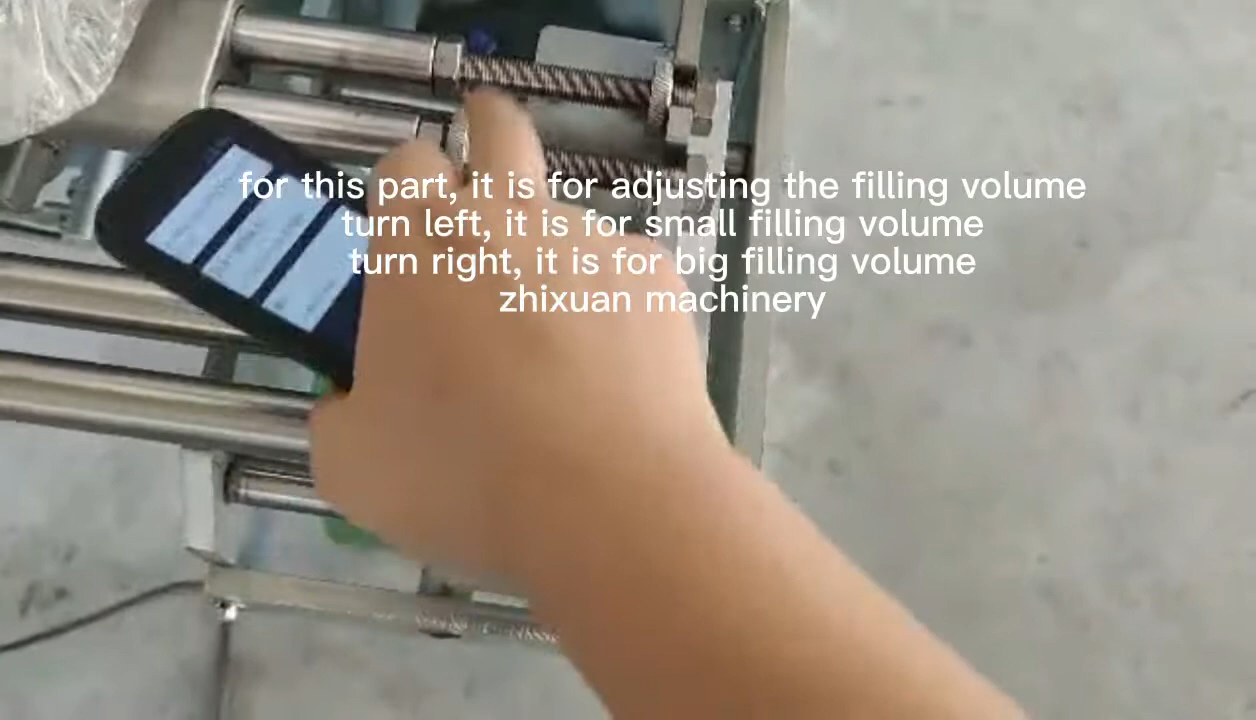 for this part, it is for adjusting the filling volume
turn left, it is for small filling volume
turn right, it is for big filling volume
zhixuan machinery